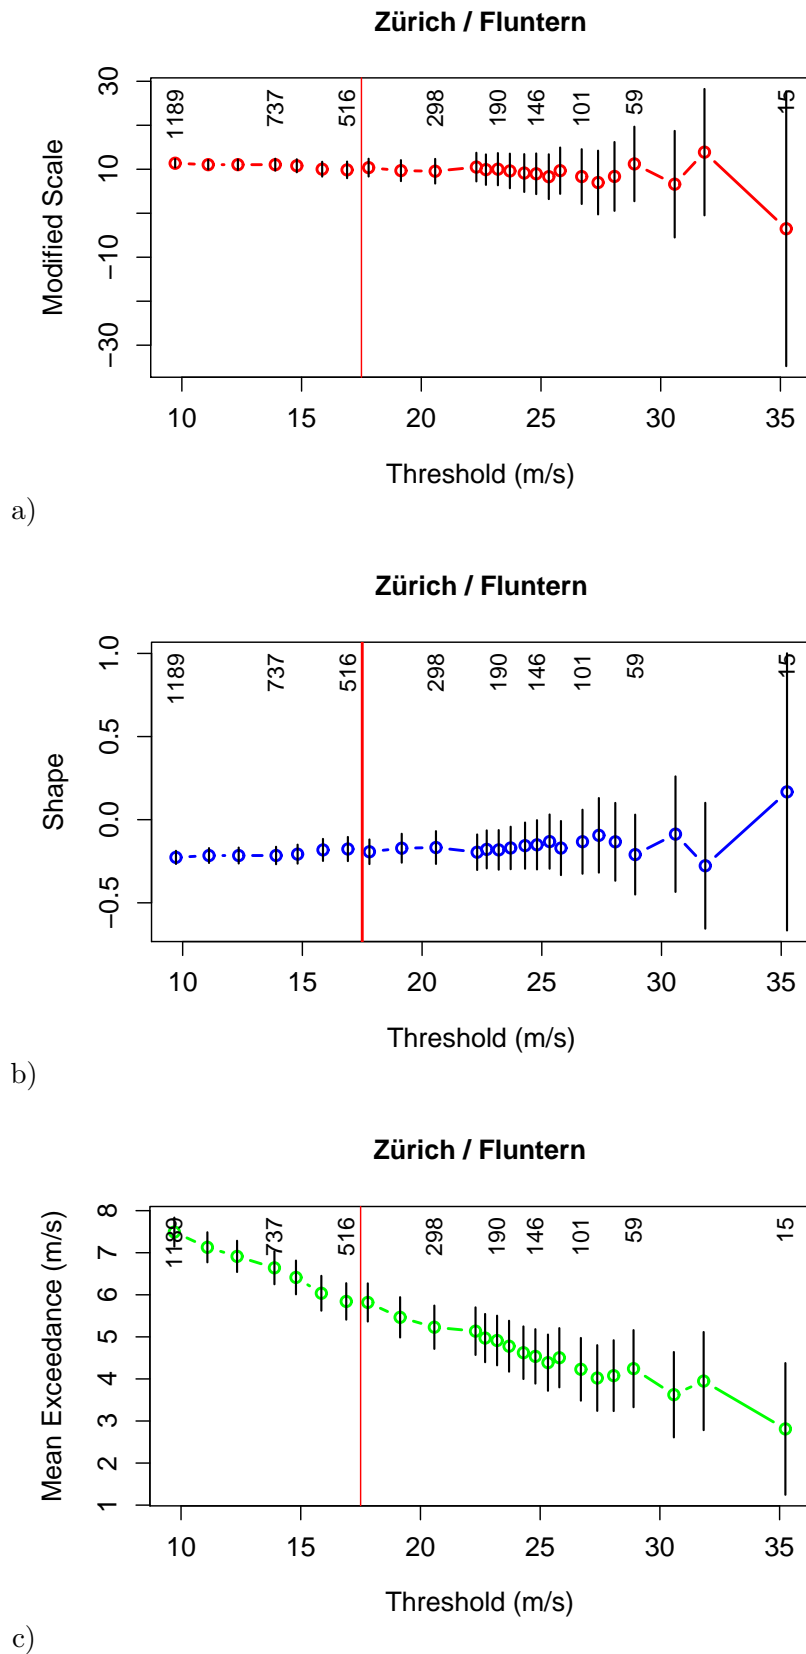 Zürich / Fluntern
1189 737 516 298 190 146 101 59 15
30
10
−10
−30
Modified Scale
10 15 20 25 30 35
Threshold (m/s)
a)
Zürich / Fluntern
1189 737 516 298 190 146 101 59 15
1.0
0.5
0.0
−0.5
Shape
10 15 20 25 30 35
Threshold (m/s)
b)
Zürich / Fluntern
1189 737 516 298 190 146 101 59 15
8
7
6
5
4
3
2
1
Mean Exceedance (m/s)
10 15 20 25 30 35
Threshold (m/s)
c)